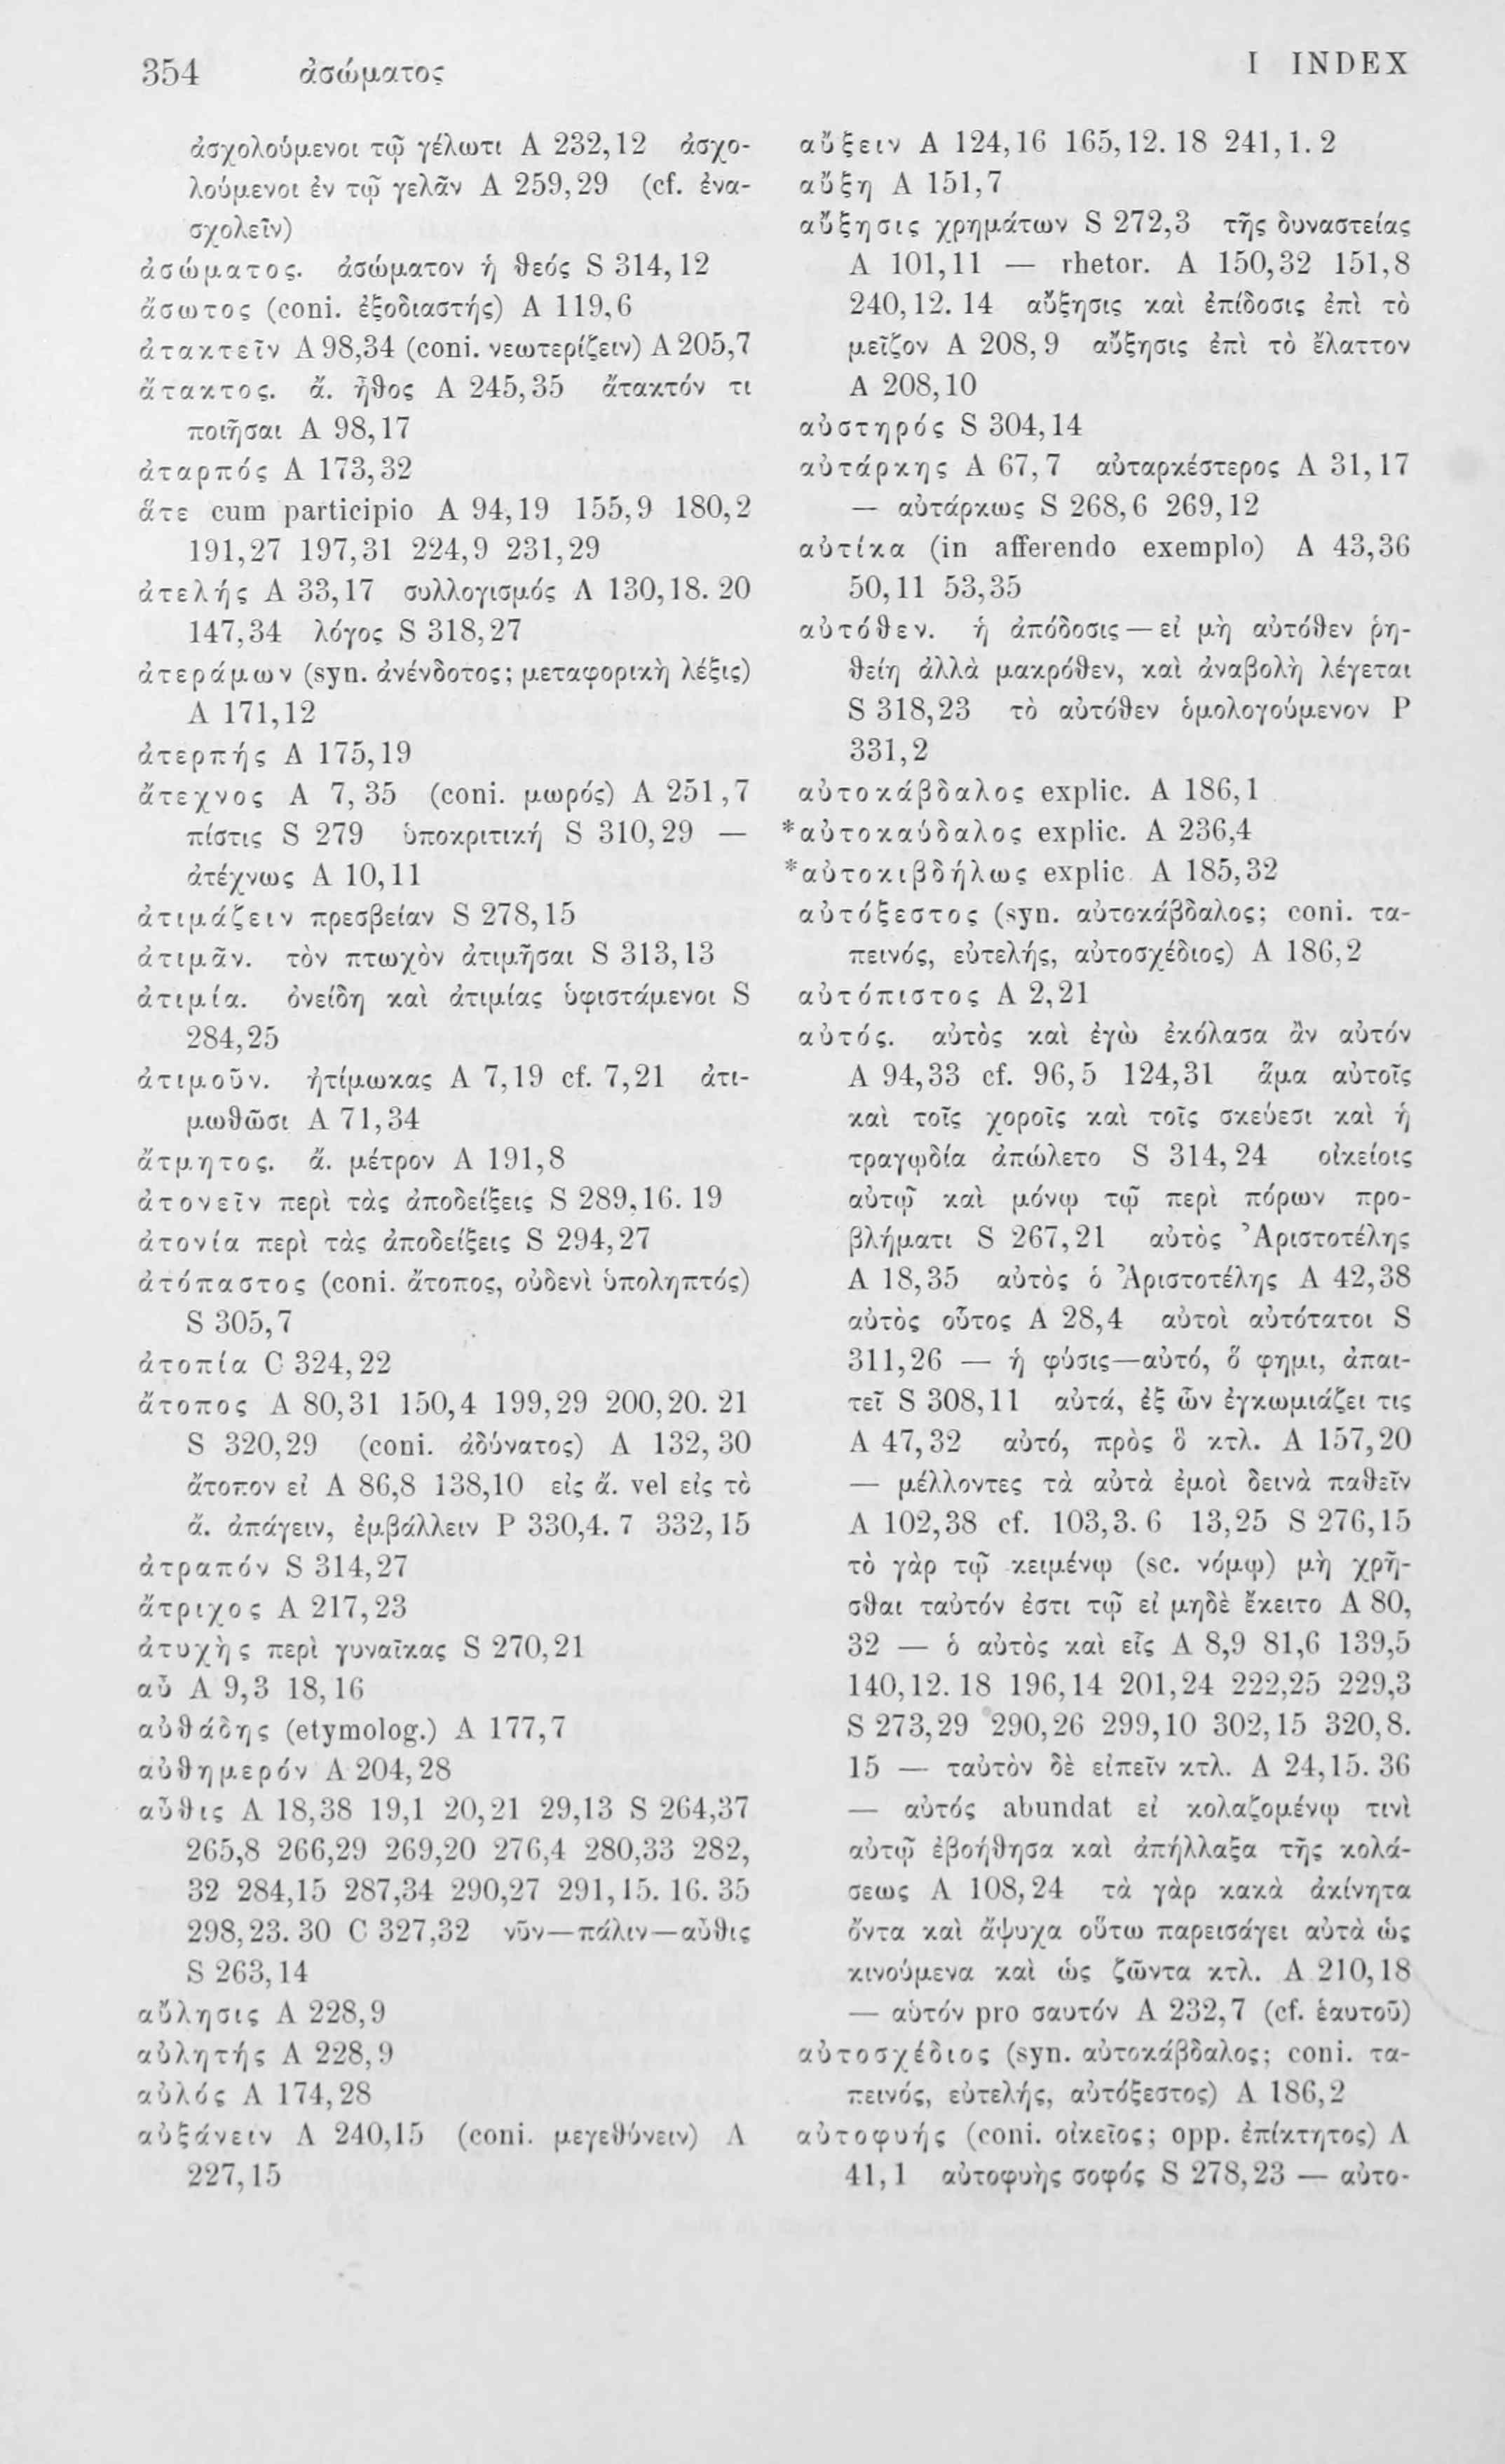 354 ἀσώματος I INDEX
ἀσχολούμενοι τῷ γέλωτι A 232,12 ἀσχο-
λούμενοι ἐν τῷ γελᾶν A 259,29 (cf. ἐνα-
σχολεῖν)
ἀσώματος. ἀσώματον ἡ θεός S 314,12
ἄσωτος (coni. ἐξοδιαστής) A 119,6
ἀτακτεῖν A 98,34 (coni. νεωτερίζειν) A 205,7
ἄτακτος. ἄ. ἦθος A 245,35 ἄτακτόν τι
ποιῆσαι A 98,17
ἀταρπός A 173,32
ἅτε cum participio A 94,19 155,9 180,2
191,27 197,31 224,9 231,29
ἀτελής A 33,17 συλλογισμός A 130,18. 20
147,34 λόγος S 318,27
ἀτεράμων (syn. ἀνένδοτος; μεταφορικὴ λέξις)
A 171,12
ἀτερπής A 175,19
ἄτεχνος A 7,35 (coni. μωρός) A 251,7
πίστις S 279 ὑποκριτική S 310,29 —
ἀτέχνως A 10,11
ἀτιμάζειν πρεσβείαν S 278,15
ἀτιμᾶν. τὸν πτωχὸν ἀτιμῆσαι S 313,13
ἀτιμία. ὀνείδη καὶ ἀτιμίας ὑφιστάμενοι S
284,25
ἀτιμοῦν. ἠτίμωκας A 7,19 cf. 7,21 ἀτι-
μωθῶσι A 71,34
ἄτμητος. ἄ. μέτρον A 191,8
ἀτονεῖν περὶ τὰς ἀποδείξεις S 289,16. 19
ἀτονία περὶ τὰς ἀποδείξεις S 294,27
ἀτόπαστος (coni. ἄτοπος, οὐδενὶ ὑποληπτός)
S 305,7
ἀτοπία C 324,22
ἄτοπος A 80,31 150,4 199,29 200,20. 21
S 320,29 (coni. ἀδύνατος) A 132,30
ἄτοπον εἰ A 86,8 138,10 εἰς ἄ. vel εἰς τὸ
ἄ. ἀπάγειν, ἐμβάλλειν P 330,4. 7 332,15
ἀτραπόν S 314,27
ἄτριχος A 217,23
ἀτυχὴς περὶ γυναῖκας S 270,21
αὖ A 9,3 18,16
αὐθάδης (etymolog.) A 177,7
αὐθημερόν A 204,28
αὖθις A 18,38 19,1 20,21 29,13 S 264,37
265,8 266,29 269,20 276,4 280,33 282,
32 284,15 287,34 290,27 291,15. 16. 35
298,23. 30 C 327,32 νῦν—πάλιν—αὖθις
S 263,14
αὔλησις A 228,9
αὐλητής A 228,9
αὐλός A 174,28
αὐξάνειν A 240,15 (coni. μεγεθύνειν) A
227,15
αὔξειν A 124,16 165,12. 18 241,1. 2
αὔξη A 151,7
αὔξησις χρημάτων S 272,3 τῆς δυναστείας
A 101,11 — rhetor. A 150,32 151,8
240,12. 14 αὔξησις καὶ ἐπίδοσις ἐπὶ τὸ
μεῖζον A 208,9 αὔξησις ἐπὶ τὸ ἔλαττον
A 208,10
αὐστηρός S 304,14
αὐτάρκης A 67,7 αὐταρκέστερος A 31,17
— αὐτάρκως S 268,6 269,12
αὐτίκα (in afferendo exemplo) A 43,36
50,11 53,35
αὐτόθεν. ἡ ἀπόδοσις — εἰ μὴ αὐτόθεν ῥη-
θείη ἀλλὰ μακρόθεν, καὶ ἀναβολὴ λέγεται
S 318,23 τὸ αὐτόθεν ὁμολογούμενον P
331,2
αὐτοκάβδαλος explic. A 186,1
*αὐτοκαύδαλος explic. A 236,4
*αὐτοκιβδήλως explic. A 185,32
αὐτόξεστος (syn. αὐτοκάβδαλος; coni. τα-
πεινός, εὐτελής, αὐτοσχέδιος) A 186,2
αὐτόπιστος A 2,21
αὐτός. αὐτὸς καὶ ἐγὼ ἐκόλασα ἂν αὐτόν
A 94,33 cf. 96,5 124,31 ἅμα αὐτοῖς
καὶ τοῖς χοροῖς καὶ τοῖς σκεύεσι καὶ ἡ
τραγῳδία ἀπώλετο S 314,24 οἰκείοις
αὐτῷ καὶ μόνῳ τῷ περὶ πόρων προ-
βλήματι S 267,21 αὐτὸς Ἀριστοτέλης
A 18,35 αὐτὸς ὁ Ἀριστοτέλης A 42,38
αὐτὸς οὗτος A 28,4 αὐτοὶ αὐτότατοι S
311,26 — ἡ φύσις—αὐτό, ὅ φημι, ἀπαι-
τεῖ S 308,11 αὐτά, ἐξ ὧν ἐγκωμιάζει τις
A 47,32 αὐτό, πρὸς ὃ κτλ. A 157,20
— μέλλοντες τὰ αὐτὰ ἐμοὶ δεινὰ παθεῖν
A 102,38 cf. 103,3. 6 13,25 S 276,15
τὸ γὰρ τῷ κειμένῳ (sc. νόμῳ) μὴ χρῆ-
σθαι ταὐτόν ἐστι τῷ εἰ μηδὲ ἔκειτο A 80,
32 — ὁ αὐτὸς καὶ εἷς A 8,9 81,6 139,5
140,12. 18 196,14 201,24 222,25 229,3
S 273,29 290,26 299,10 302,15 320,8.
15 — ταὐτὸν δὲ εἰπεῖν κτλ. A 24,15. 36
— αὐτός abundat εἰ κολαζομένῳ τινὶ
αὐτῷ ἐβοήθησα καὶ ἀπήλλαξα τῆς κολά-
σεως A 108,24 τὰ γὰρ κακὰ ἀκίνητα
ὄντα καὶ ἄψυχα οὕτω παρεισάγει αὐτὰ ὡς
κινούμενα καὶ ὡς ζῶντα κτλ. A 210,18
— αὑτόν pro σαυτόν A 232,7 (cf. ἑαυτοῦ)
αὐτοσχέδιος (syn. αὐτοκάβδαλος; coni. τα-
πεινός, εὐτελής, αὐτόξεστος) A 186,2
αὐτοφυής (coni. οἰκεῖος; opp. ἐπίκτητος) A
41,1 αὐτοφυὴς σοφός S 278,23 — αὐτο-